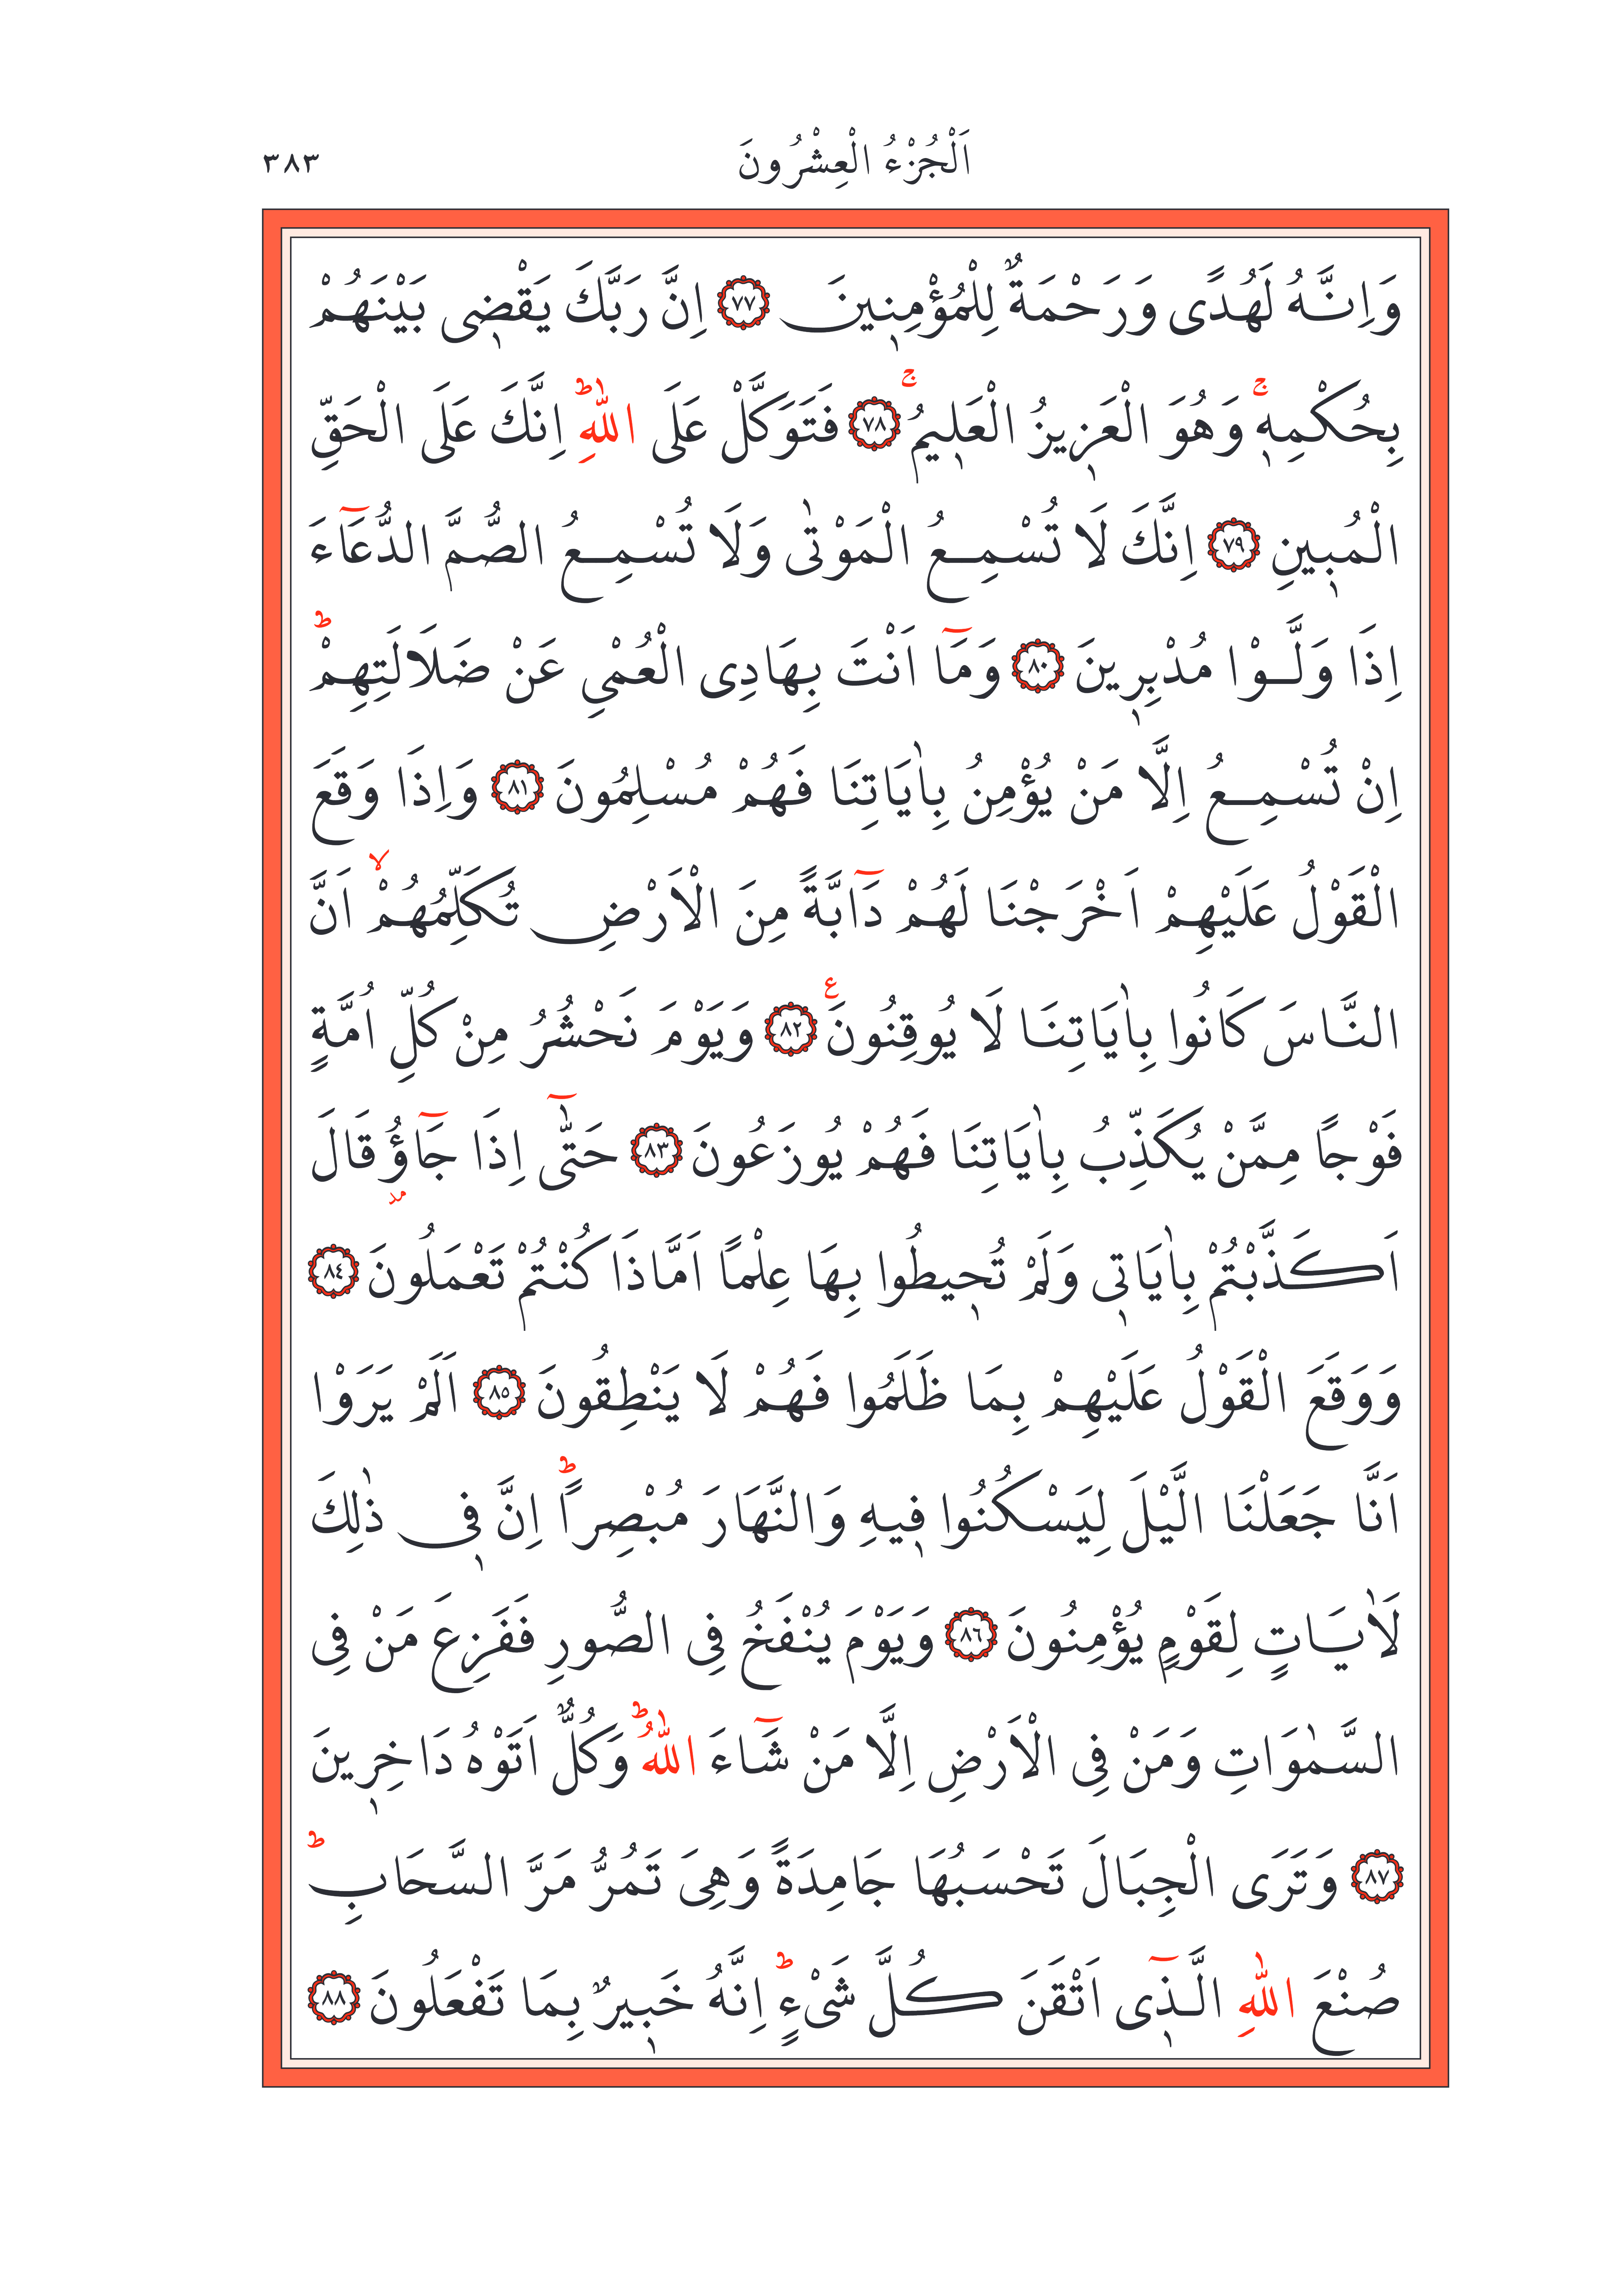 اَلْجُزْءُ الْعِشْرُونَ ٣٨٣
وَاِنَّهُ لَهُدًى وَرَحْمَةٌ لِلْمُؤْمِن۪ينَ ﴿٧٧﴾ اِنَّ رَبَّكَ يَقْض۪ى بَيْنَهُمْ
بِحُكْمِه۪ۚ وَهُوَ الْعَز۪يزُ الْعَل۪يمُۚ ﴿٧٨﴾ فَتَوَكَّلْ عَلَى اللّٰهِۜ اِنَّكَ عَلَى الْحَقِّ
الْمُب۪ينِ ﴿٧٩﴾ اِنَّكَ لَا تُسْمِعُ الْمَوْتٰى وَلَا تُسْمِعُ الصُّمَّ الدُّعَٓاءَ
اِذَا وَلَّوْا مُدْبِر۪ينَ ﴿٨٠﴾ وَمَٓا اَنْتَ بِهَادِى الْعُمْيِ عَنْ ضَلَالَتِهِمْۜ
اِنْ تُسْمِعُ اِلَّا مَنْ يُؤْمِنُ بِاٰيَاتِنَا فَهُمْ مُسْلِمُونَ ﴿٨١﴾ وَاِذَا وَقَعَ
الْقَوْلُ عَلَيْهِمْ اَخْرَجْنَا لَهُمْ دَٓابَّةً مِنَ الْاَرْضِ تُكَلِّمُهُمْۙ اَنَّ
النَّاسَ كَانُوا بِاٰيَاتِنَا لَا يُوقِنُونَ۟ ﴿٨٢﴾ وَيَوْمَ نَحْشُرُ مِنْ كُلِّ اُمَّةٍ
فَوْجًا مِمَّنْ يُكَذِّبُ بِاٰيَاتِنَا فَهُمْ يُوزَعُونَ ﴿٨٣﴾ حَتّٰٓى اِذَا جَٓاؤُ۫ قَالَ
اَكَذَّبْتُمْ بِاٰيَات۪ى وَلَمْ تُح۪يطُوا بِهَا عِلْمًا اَمَّاذَا كُنْتُمْ تَعْمَلُونَ ﴿٨٤﴾
وَوَقَعَ الْقَوْلُ عَلَيْهِمْ بِمَا ظَلَمُوا فَهُمْ لَا يَنْطِقُونَ ﴿٨٥﴾ اَلَمْ يَرَوْا
اَنَّا جَعَلْنَا الَّيْلَ لِيَسْكُنُوا ف۪يهِ وَالنَّهَارَ مُبْصِرًاۜ اِنَّ ف۪ى ذٰلِكَ
لَاٰيَاتٍ لِقَوْمٍ يُؤْمِنُونَ ﴿٨٦﴾ وَيَوْمَ يُنْفَخُ فِى الصُّورِ فَفَزِعَ مَنْ فِى
السَّمٰوَاتِ وَمَنْ فِى الْاَرْضِ اِلَّا مَنْ شَٓاءَ اللّٰهُۜ وَكُلٌّ اَتَوْهُ دَاخِر۪ينَ
﴿٨٧﴾ وَتَرَى الْجِبَالَ تَحْسَبُهَا جَامِدَةً وَهِىَ تَمُرُّ مَرَّ السَّحَابِۜ
صُنْعَ اللّٰهِ الَّذ۪ٓى اَتْقَنَ كُلَّ شَىْءٍۜ اِنَّهُ خَب۪يرٌ بِمَا تَفْعَلُونَ ﴿٨٨﴾